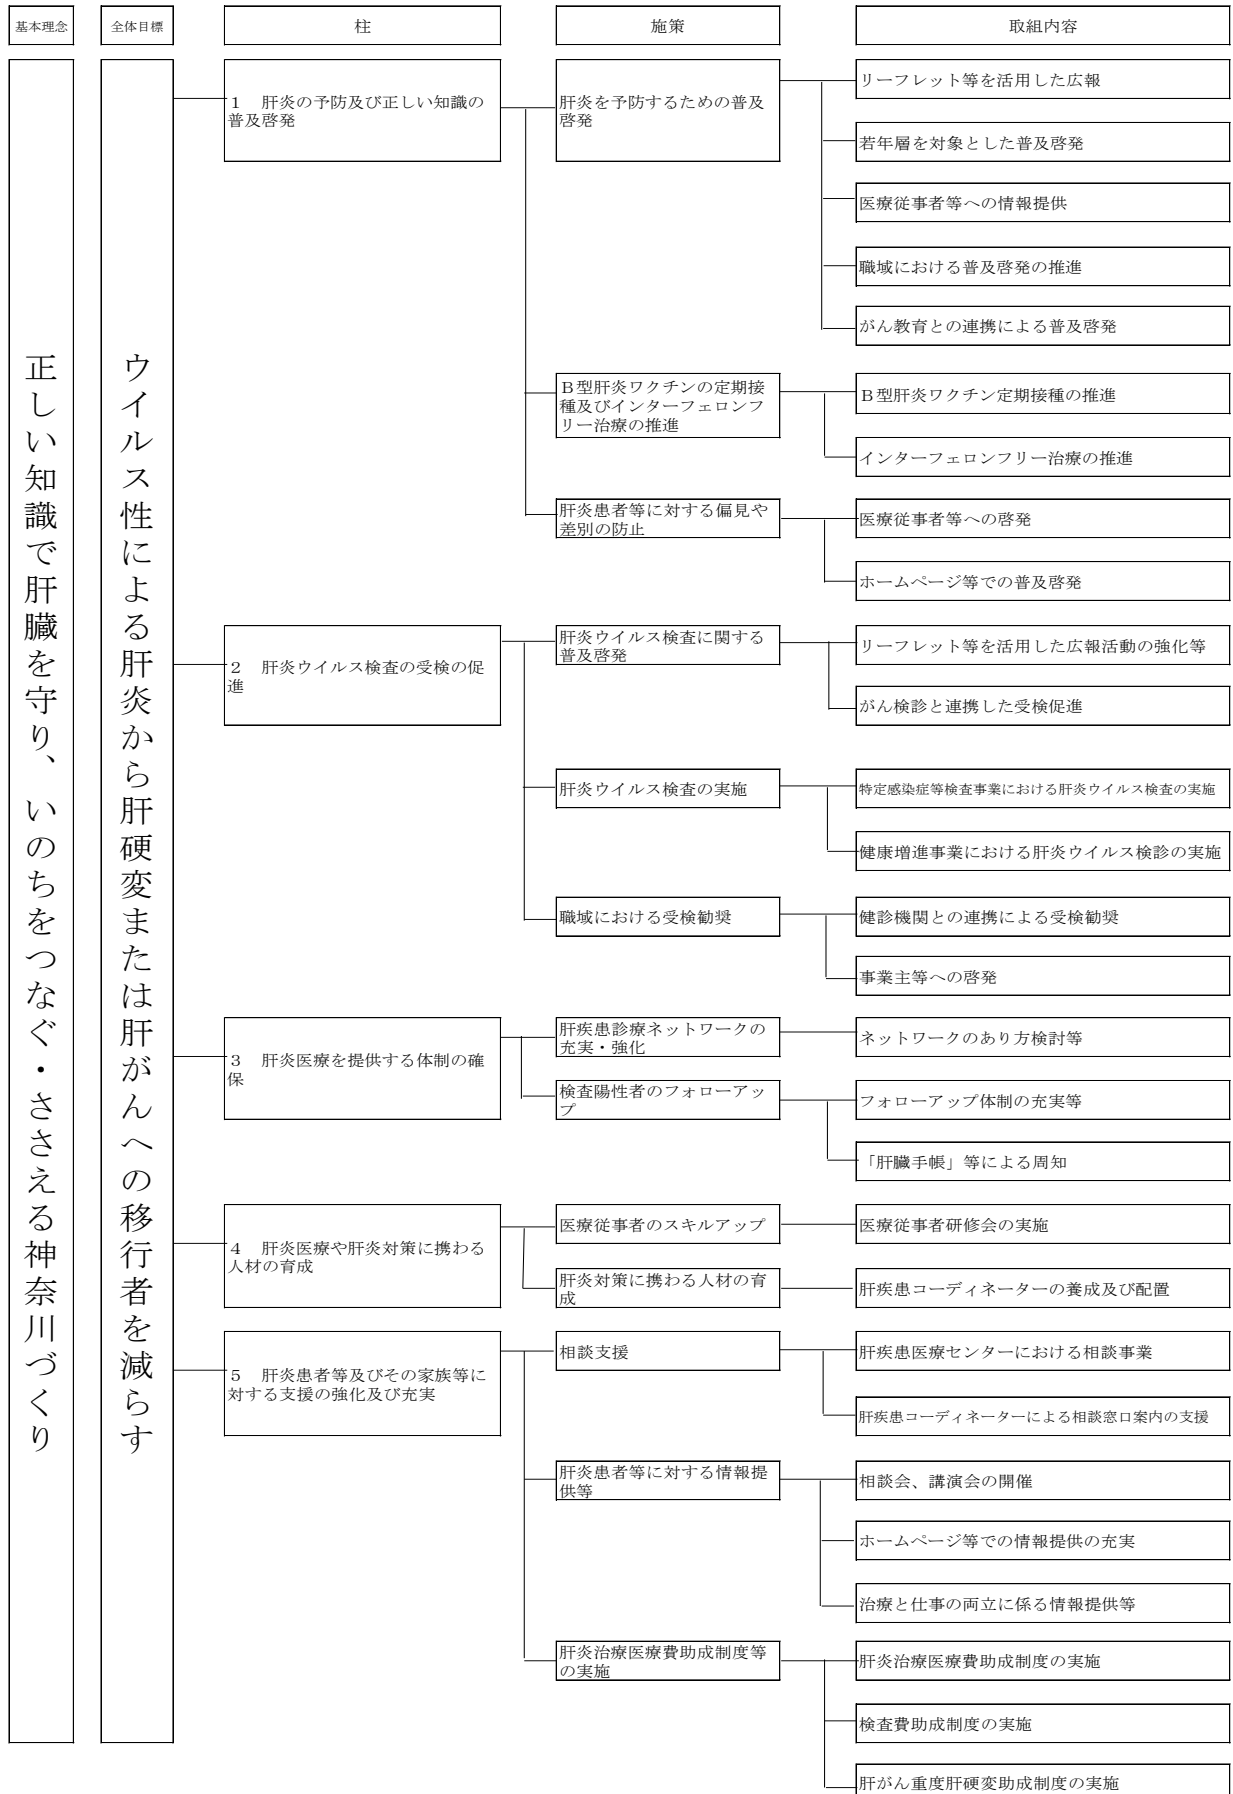 基本理念
全体目標
柱
施策
取組内容
正しい知識で肝臓を守り、いのちをつなぐ・ささえる神奈川づくり
ウイルス性による肝炎から肝硬変または肝がんへの移行者を減らす
1　肝炎の予防及び正しい知識の
普及啓発
肝炎を予防するための普及
啓発
リーフレット等を活用した広報
若年層を対象とした普及啓発
医療従事者等への情報提供
職域における普及啓発の推進
がん教育との連携による普及啓発
Ｂ型肝炎ワクチンの定期接
種及びインターフェロンフ
リー治療の推進
Ｂ型肝炎ワクチン定期接種の推進
インターフェロンフリー治療の推進
肝炎患者等に対する偏見や
差別の防止
医療従事者等への啓発
ホームページ等での普及啓発
2　肝炎ウイルス検査の受検の促
進
肝炎ウイルス検査に関する
普及啓発
リーフレット等を活用した広報活動の強化等
がん検診と連携した受検促進
肝炎ウイルス検査の実施
特定感染症等検査事業における肝炎ウイルス検査の実施
健康増進事業における肝炎ウイルス検診の実施
職域における受検勧奨
健診機関との連携による受検勧奨
事業主等への啓発
3　肝炎医療を提供する体制の確
保
肝疾患診療ネットワークの
充実・強化
ネットワークのあり方検討等
検査陽性者のフォローアッ
プ
フォローアップ体制の充実等
「肝臓手帳」等による周知
4　肝炎医療や肝炎対策に携わる
人材の育成
医療従事者のスキルアップ
医療従事者研修会の実施
肝炎対策に携わる人材の育
成
肝疾患コーディネーターの養成及び配置
5　肝炎患者等及びその家族等に
対する支援の強化及び充実
相談支援
肝疾患医療センターにおける相談事業
肝疾患コーディネーターによる相談窓口案内の支援
肝炎患者等に対する情報提
供等
相談会、講演会の開催
ホームページ等での情報提供の充実
治療と仕事の両立に係る情報提供等
肝炎治療医療費助成制度等
の実施
肝炎治療医療費助成制度の実施
検査費助成制度の実施
肝がん重度肝硬変助成制度の実施